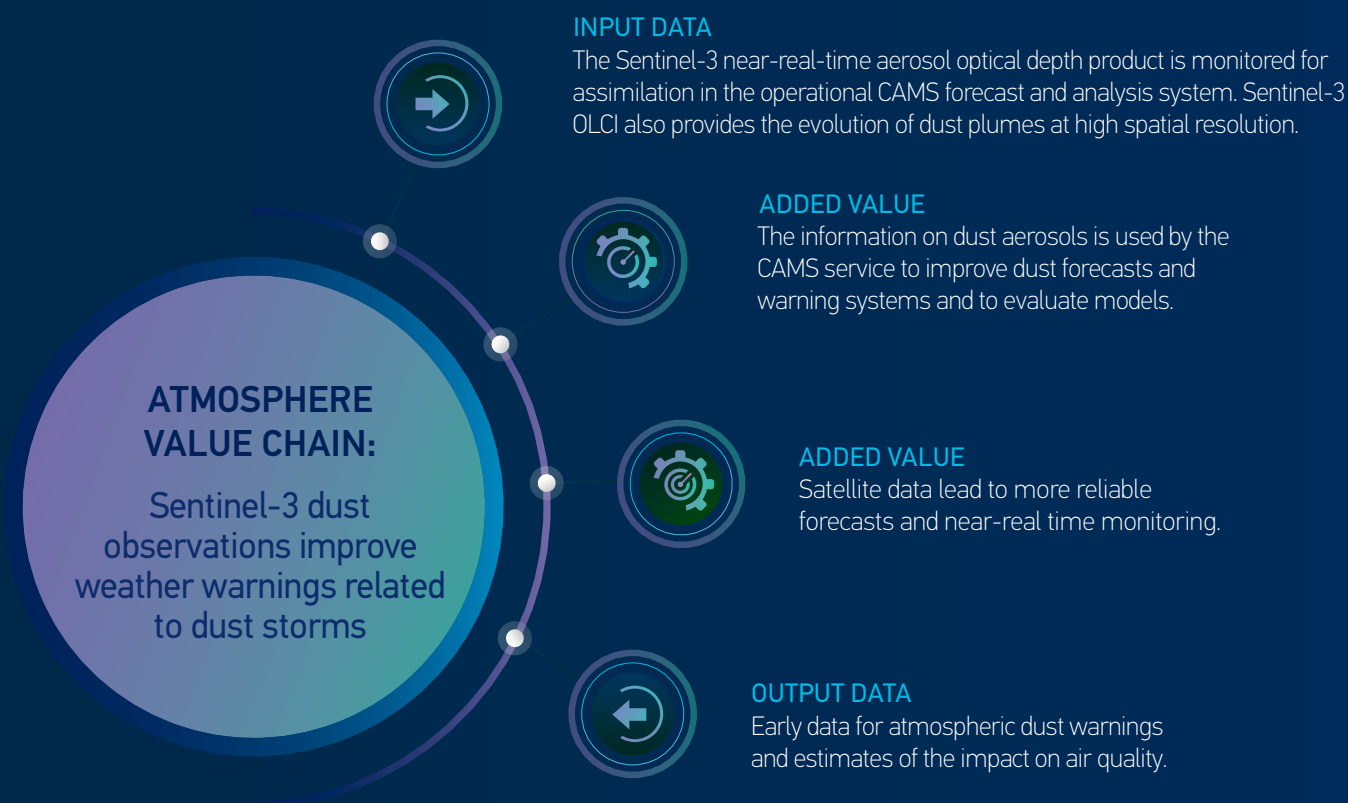 INPUT DATA
The Sentinel-3 near-real-time aerosol optical depth product is monitored for
assimilation in the operational CAMS forecast and analysis system. Sentinel-3
OLCI also provides the evolution of dust plumes at high spatial resolution.
ADDED VALUE
The information on dust aerosols is used by the
CAMS service to improve dust forecasts and
warning systems and to evaluate models.
ATMOSPHERE
VALUE CHAIN:
Sentinel-3 dust
observations improve
weather warnings related
to dust storms
ADDED VALUE
Satellite data lead to more reliable
forecasts and near-real time monitoring.
OUTPUT DATA
Early data for atmospheric dust warnings
and estimates of the impact on air quality.